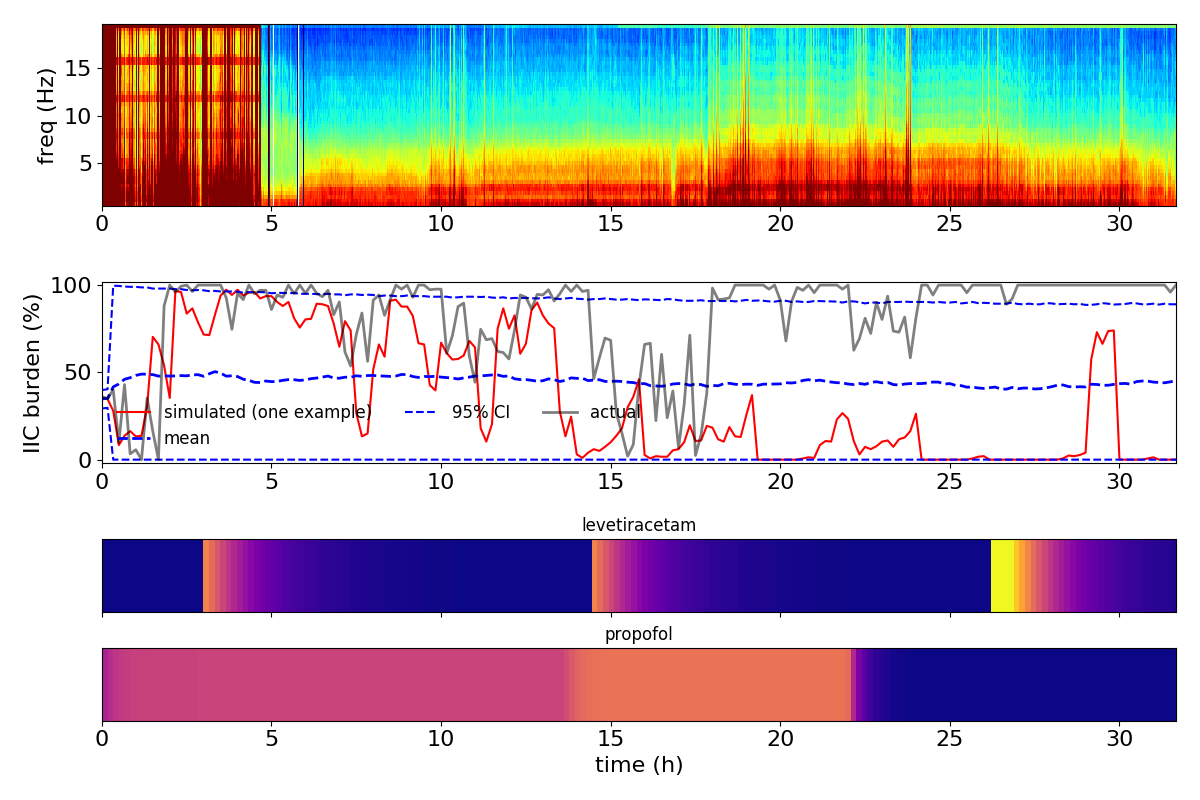 freq (Hz)
15
10
5
0 5 10 15 20 25 30
IIC burden (%)
100
50
0
simulated (one example) 95% CI actual
mean
0 5 10 15 20 25 30
levetiracetam
propofol
0 5 10 15 20 25 30
time (h)